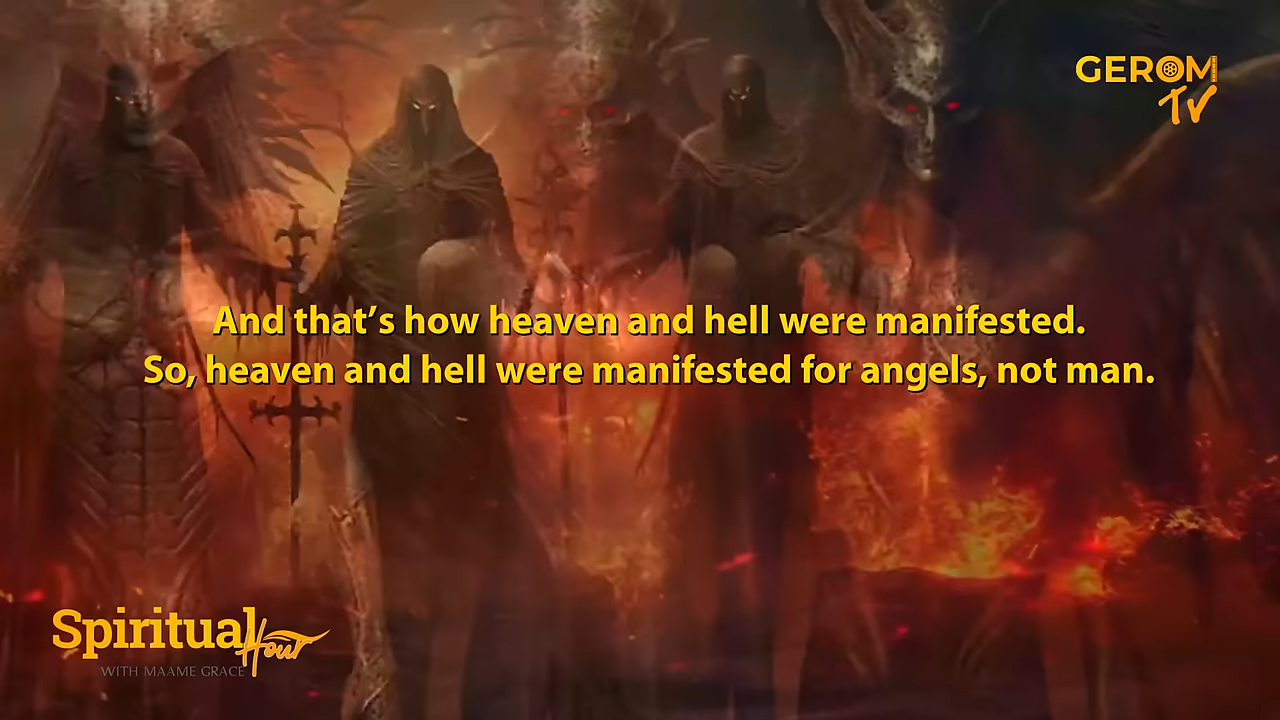 GEROM
TV
And that's how heaven and hell were manifested.
So, heaven and hell were manifested for angels, not man.
Spiritual
Hour
WITH MAAME GRACE